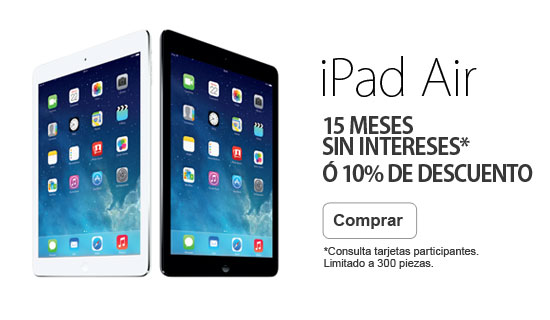 iPad Air
15 MESES
SIN INTERESES*
Ó 10% DE DESCUENTO
Comprar
*Consulta tarjetas participantes.
Limitado a 300 piezas.